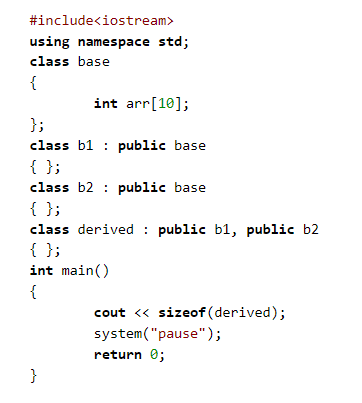 #include<iostream>
using namespace std;
class base
{
        int arr[10];
};
class b1 : public base
{ };
class b2 : public base
{ };
class derived : public b1, public b2
{ };
int main()
{
        cout << sizeof(derived);
        system("pause");
        return 0;
}